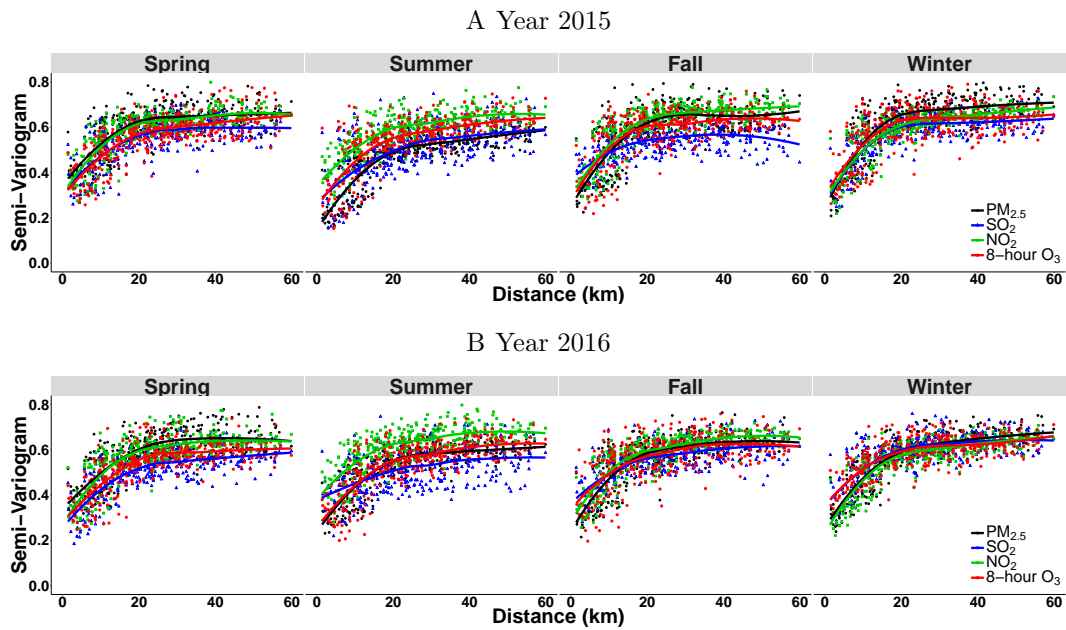 A Year 2015
Spring Summer Fall Winter
Semi−Variogram
0.8
0.6
0.4
0.2
0.0
PM2.5
SO2
NO2
8−hour O3
0 20 40 60 0 20 40 60 0 20 40 60 0 20 40 60
Distance (km)
B Year 2016
Spring Summer Fall Winter
Semi−Variogram
0.8
0.6
0.4
0.2
0.0
PM2.5
SO2
NO2
8−hour O3
0 20 40 60 0 20 40 60 0 20 40 60 0 20 40 60
Distance (km)